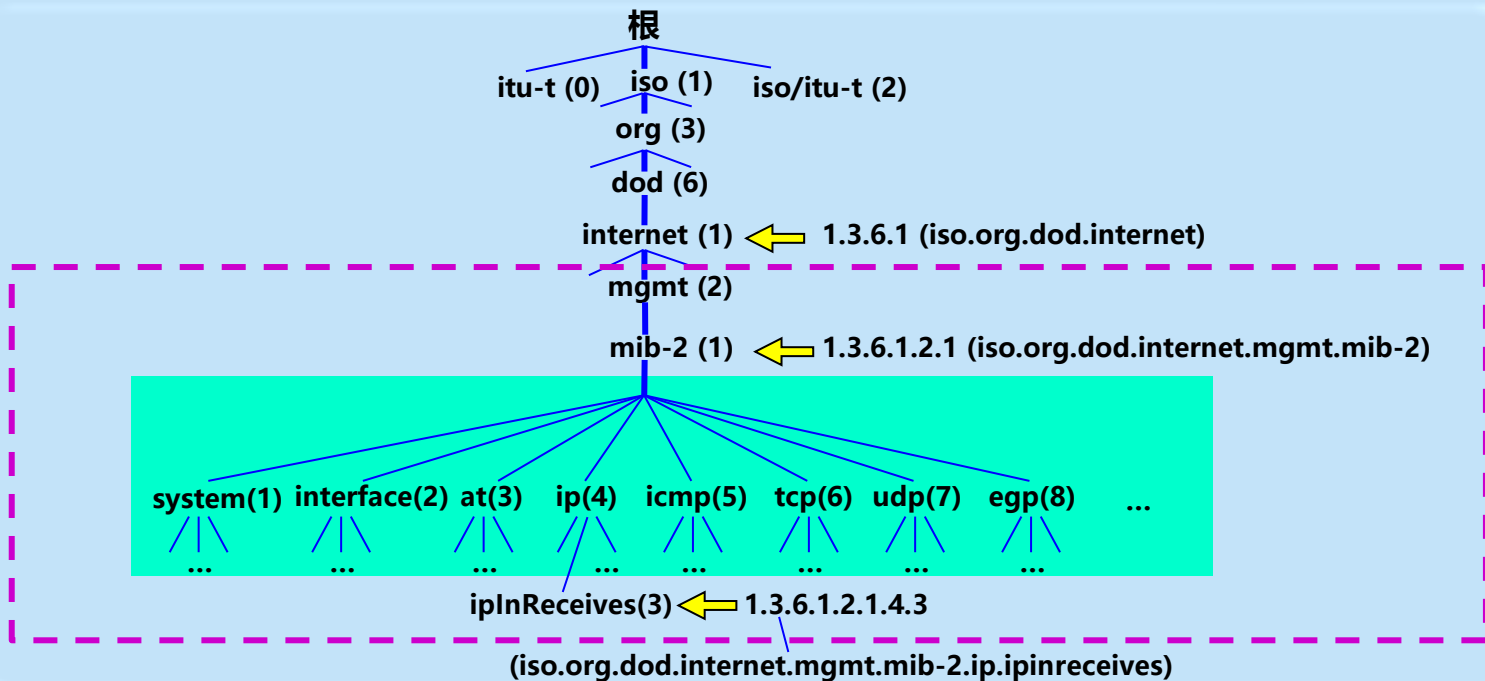 根
itu-t (0) iso (1) iso/itu-t (2)
org (3)
dod (6)
internet (1) 1.3.6.1 (iso.org.dod.internet)
mgmt (2)
mib-2 (1) 1.3.6.1.2.1 (iso.org.dod.internet.mgmt.mib-2)
system(1) interface(2) at(3) ip(4) icmp(5) tcp(6) udp(7) egp(8) ...
... ... ... ... ... ... ... ...
ipInReceives(3) 1.3.6.1.2.1.4.3
(iso.org.dod.internet.mgmt.mib-2.ip.ipinreceives)